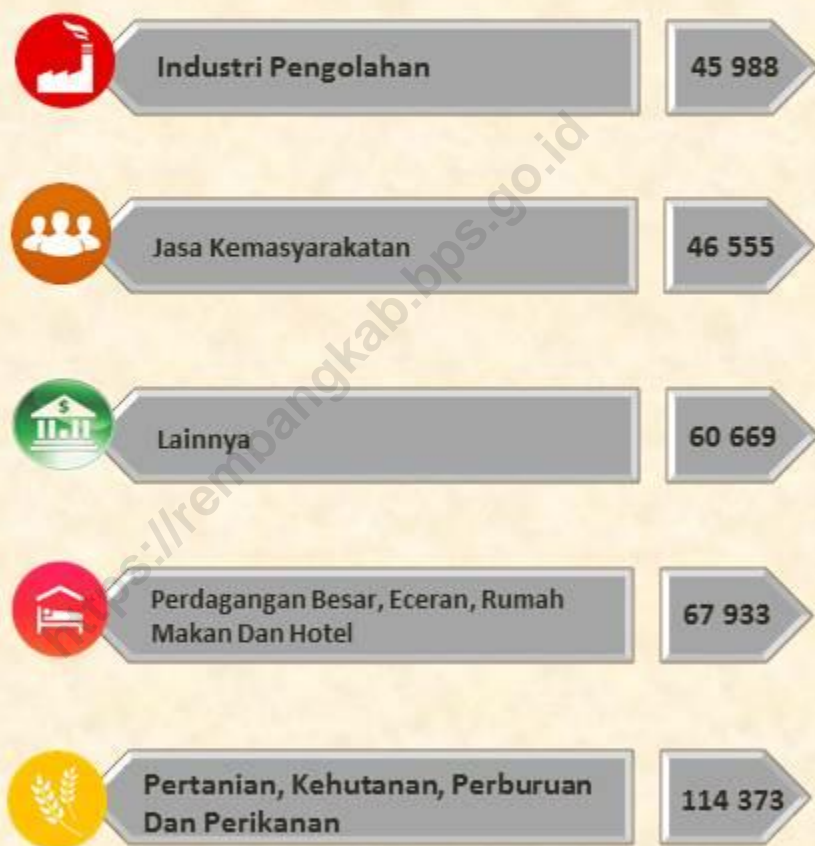 Industri Pengolahan 45 988
Jasa Kemasyarakatan 46 555
Lainnya 60 669
Perdagangan Besar, Eceran, Rumah
Makan Dan Hotel 67 933
Pertanian, Kehutanan, Perburuan
Dan Perikanan 114 373
https://rembangkab.bps.go.id
$